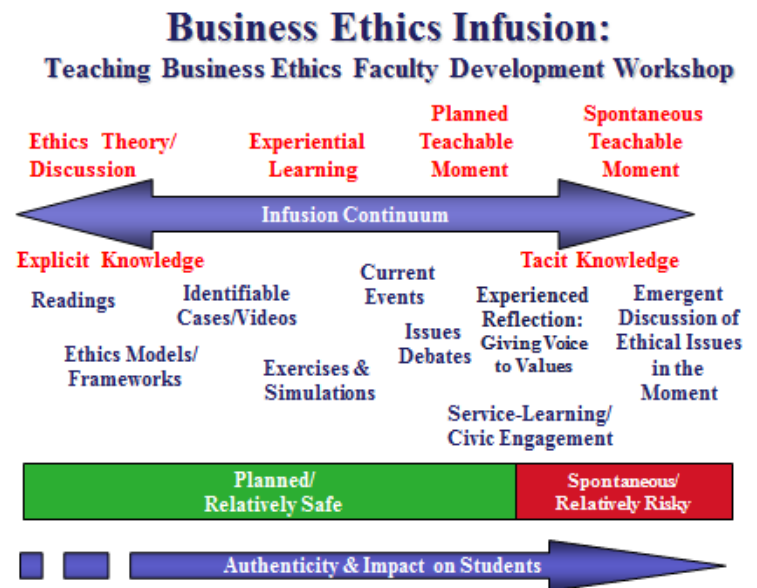 Business Ethics Infusion:
Teaching Business Ethics Faculty Development Workshop
Ethics Theory/
Discussion
Experiential
Learning
Planned
Teachable
Moment
Spontaneous
Teachable
Moment
Infusion Continuum
Explicit Knowledge
Tacit Knowledge
Readings
Identifiable
Cases/Videos
Current
Events
Experienced
Reflection:
Giving Voice
to Values
Emergent
Discussion of
Ethical Issues
in the
Moment
Ethics Models/
Frameworks
Exercises &
Simulations
Issues
Debates
Service-Learning/
Civic Engagement
Planned/
Relatively Safe
Spontaneous/
Relatively Risky
Authenticity & Impact on Students